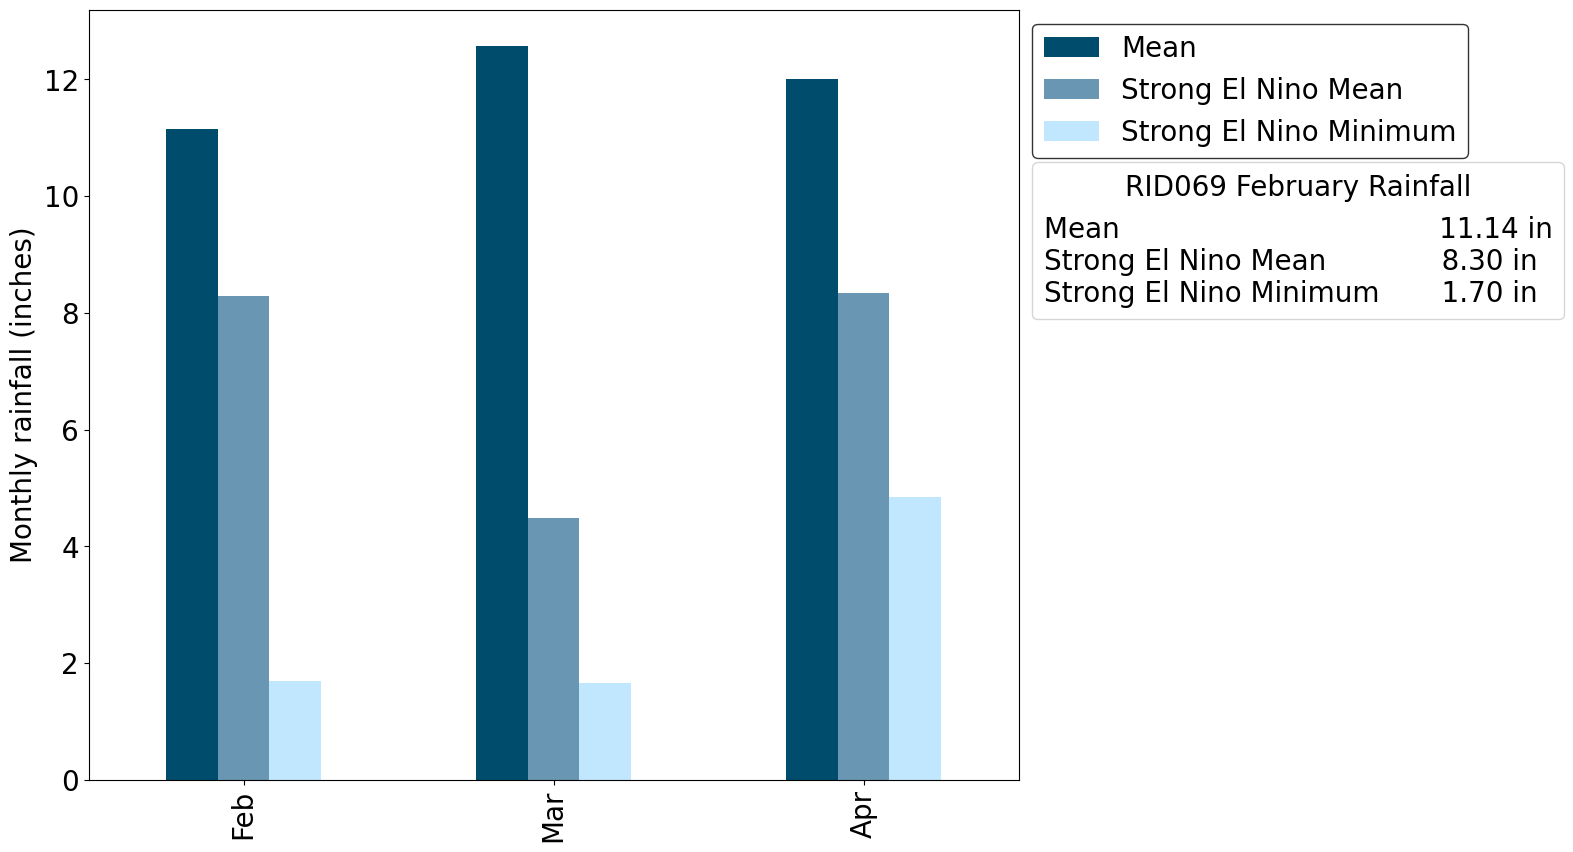 Mean
Strong El Nino Mean
Strong El Nino Minimum
RID069 February Rainfall
Mean 11.14 in
Strong El Nino Mean 8.30 in
Strong El Nino Minimum 1.70 in
Monthly rainfall (inches)
12
10
8
6
4
2
0
Feb
Mar
Apr